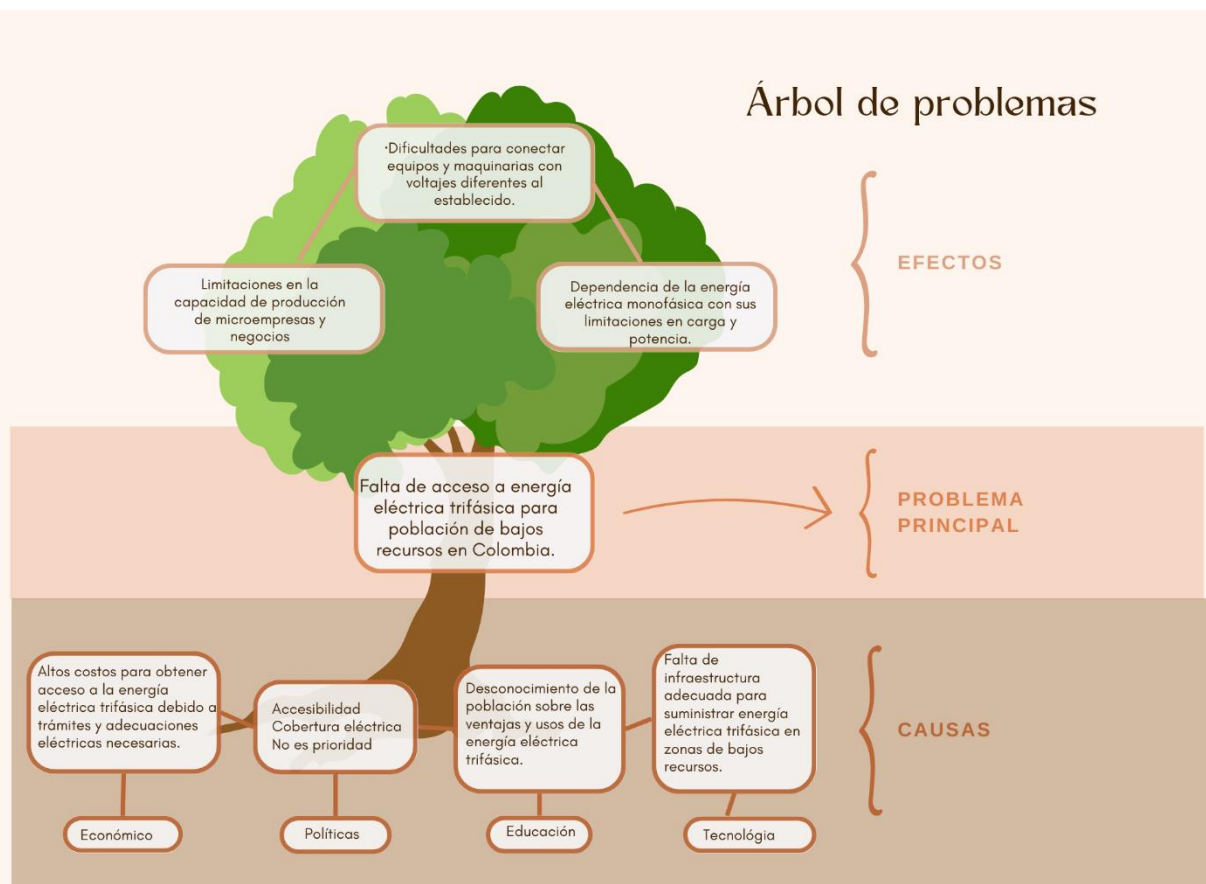 Árbol de problemas
·Dificultades para conectar
equipos y maquinarias con
voltajes diferentes al
establecido.
Limitaciones en la
capacidad de producción
de microempresas y
negocios
Dependencia de la energía
eléctrica monofásica con sus
limitaciones en carga y
potencia.
EFECTOS
Falta de acceso a energía
eléctrica trifásica para
población de bajos
recursos en Colombia.
PROBLEMA
PRINCIPAL
Altos costos para obtener
acceso a la energía
eléctrica trifásica debido a
trámites y adecuaciones
eléctricas necesarias.
Accesibilidad
Cobertura eléctrica
No es prioridad
Desconocimiento de la
población sobre las
ventajas y usos de la
energía eléctrica
trifásica.
Falta de
infraestructura
adecuada para
suministrar energía
eléctrica trifásica en
zonas de bajos
recursos.
CAUSAS
Económico
Políticas
Educación
Tecnológia